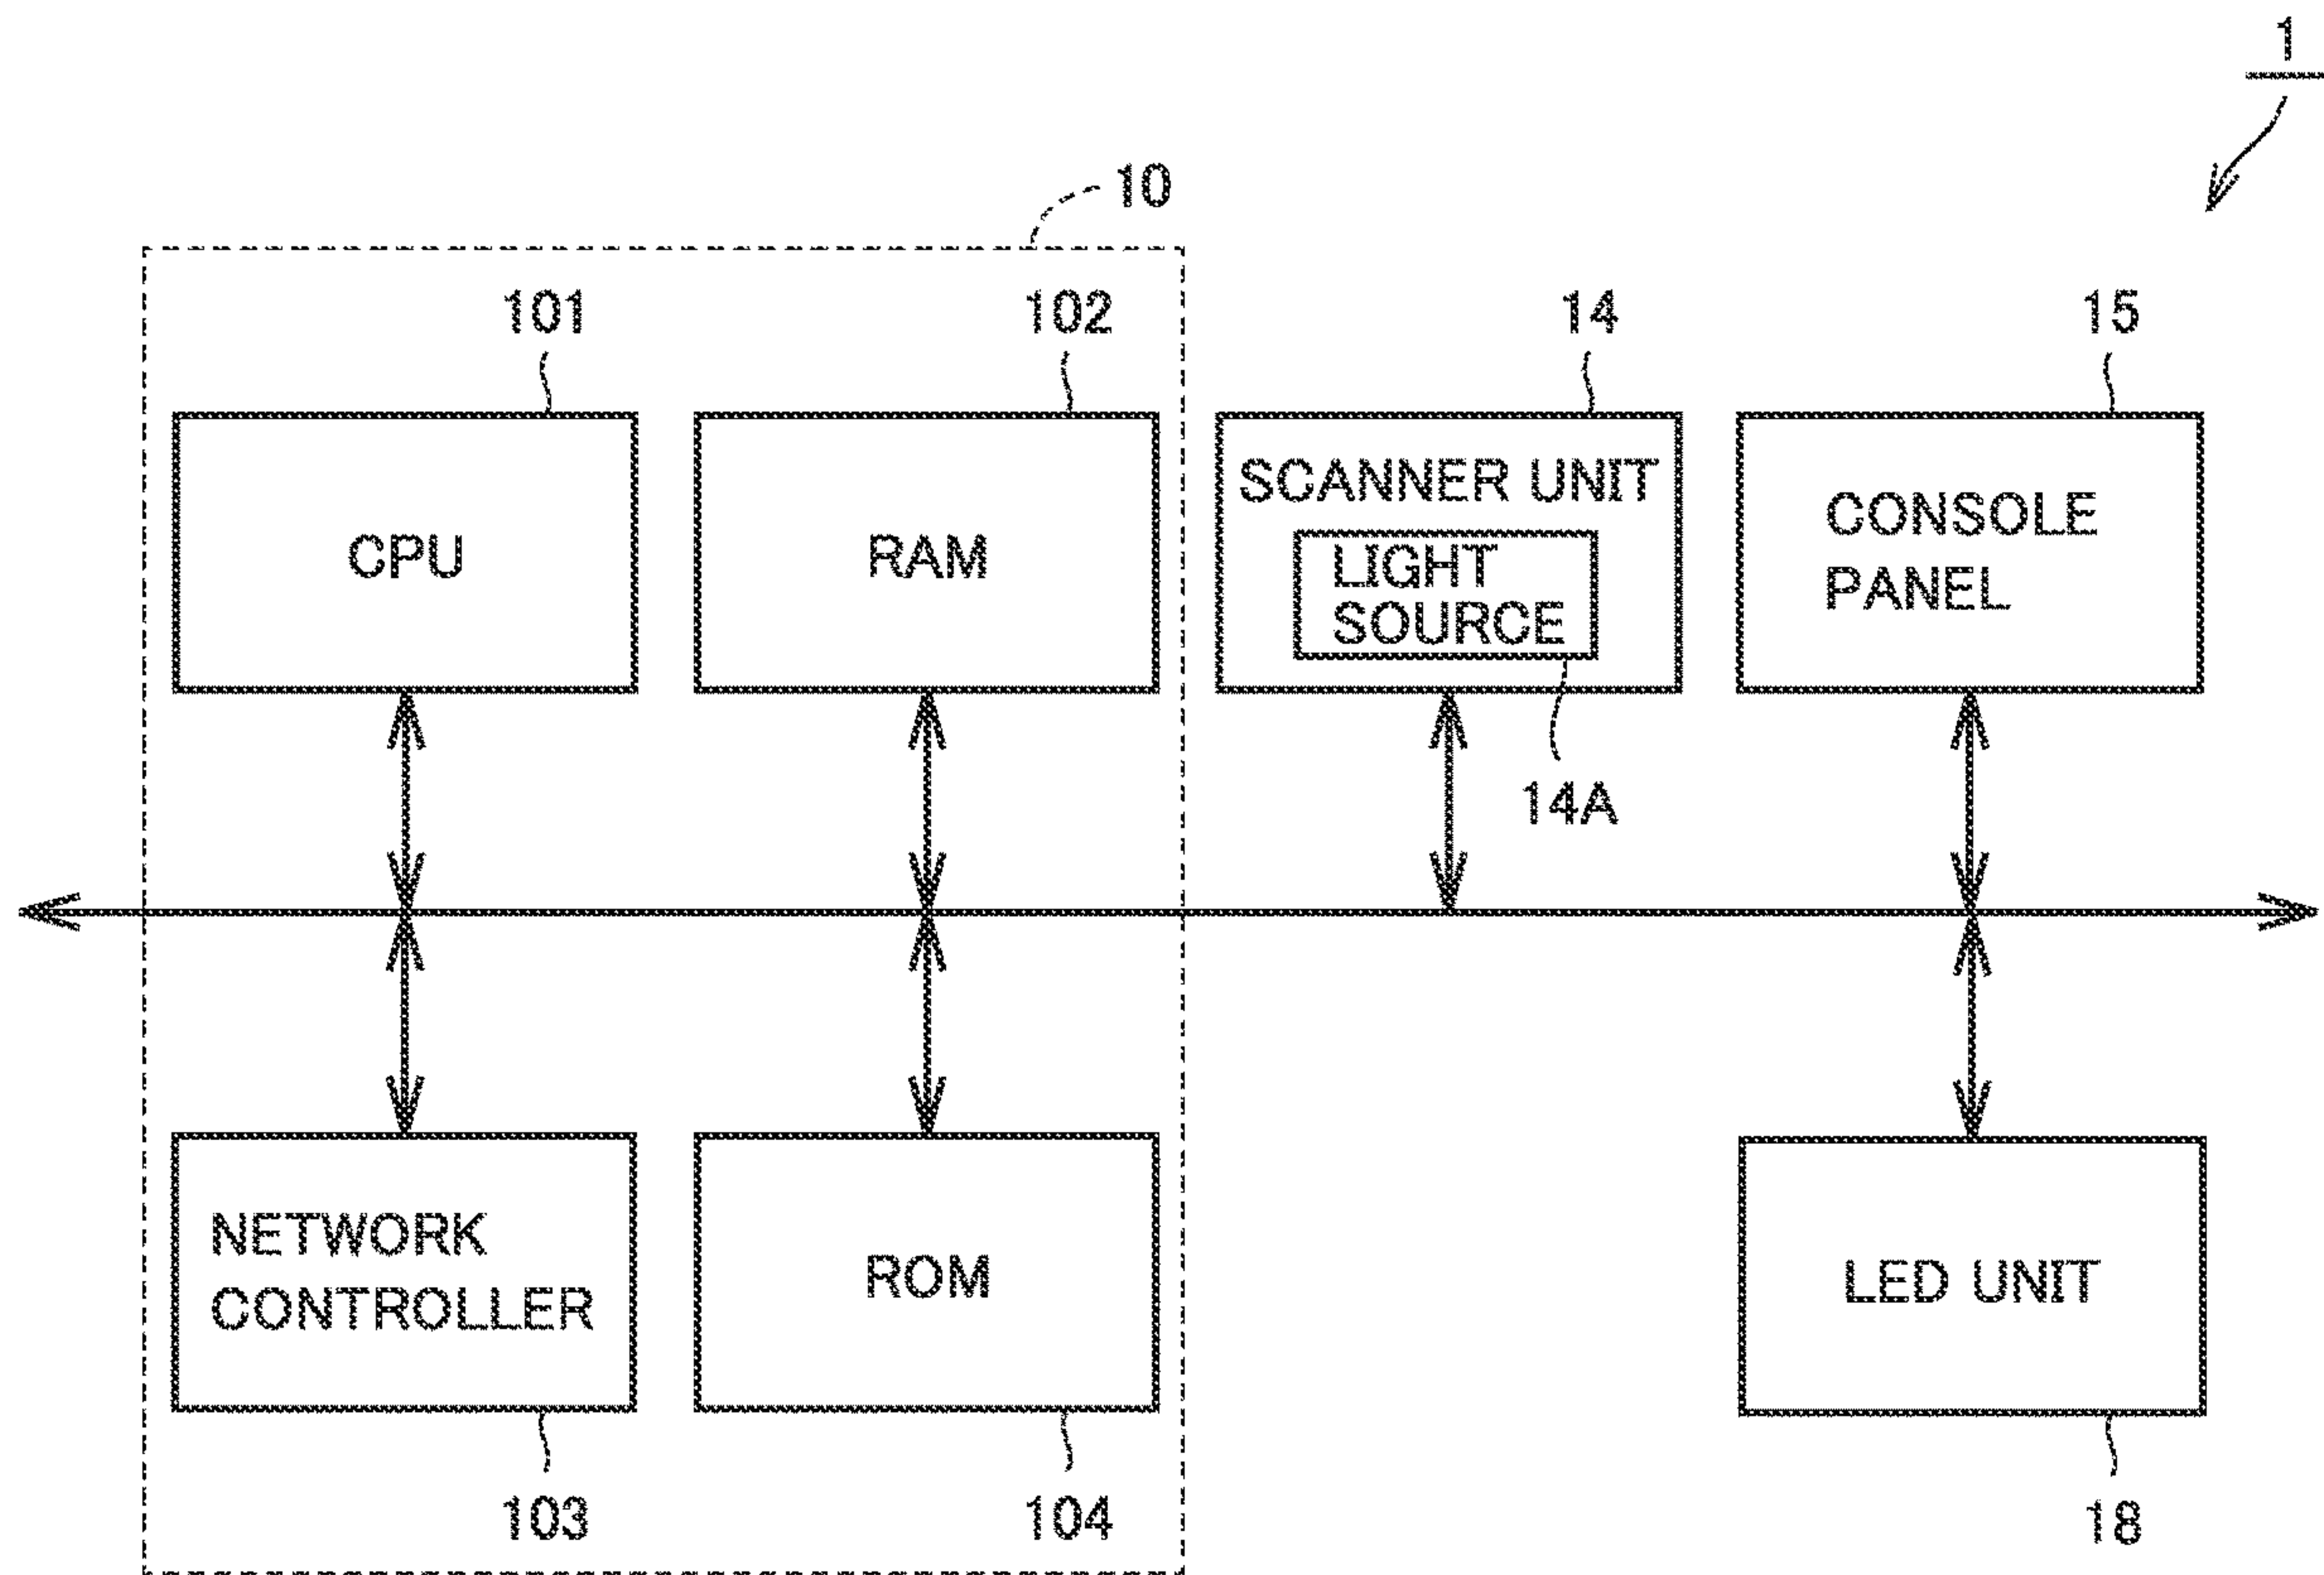 1
10
101
102
14
15
CPU
RAM
SCANNER UNIT
LIGHT
SOURCE
CONSOLE
PANEL
14A
NETWORK
CONTROLLER
ROM
LED UNIT
103
104
18